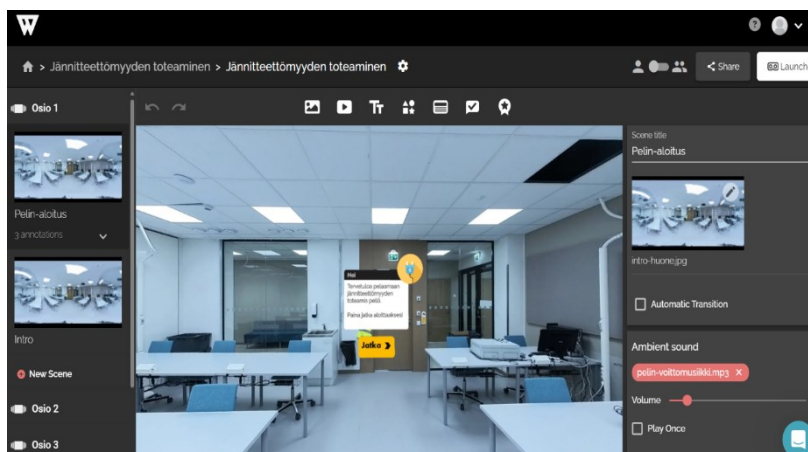 W
Jännitteettömyyden toteaminen > Jännitteettömyyden toteaminen
Share
Launch
Osio 1
Pelin-aloitus
3 annotations
Intro
New Scene
Osio 2
Osio 3
Tr
Hei
Tervetuloa pelaamaan
jännitteettömyyden
toteamis peliä.
Paina jatka aloittaaksesi
Jatka
Scene title
Pelin-aloitus
intro-huone.jpg
Automatic Transition
Ambient sound
pelin-voittomusiikki.mp3 ×
Volume
Play Once